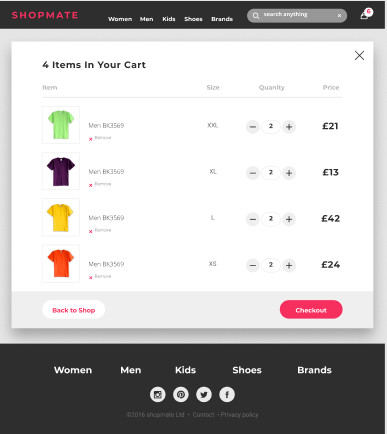 SHOPMATE
Women Men Kids Shoes Brands
search anything ×
6
4 Items In Your Cart
Item Size Quanity Price
Men BK3569 XXL − 2 + £21
× Remove
Men BK3569 XL − 2 + £13
× Remove
Men BK3569 L − 2 + £42
× Remove
Men BK3569 XS − 2 + £24
× Remove
Back to Shop Checkout
Women Men Kids Shoes Brands
©2016 shopmate Ltd • Contact • Privacy policy